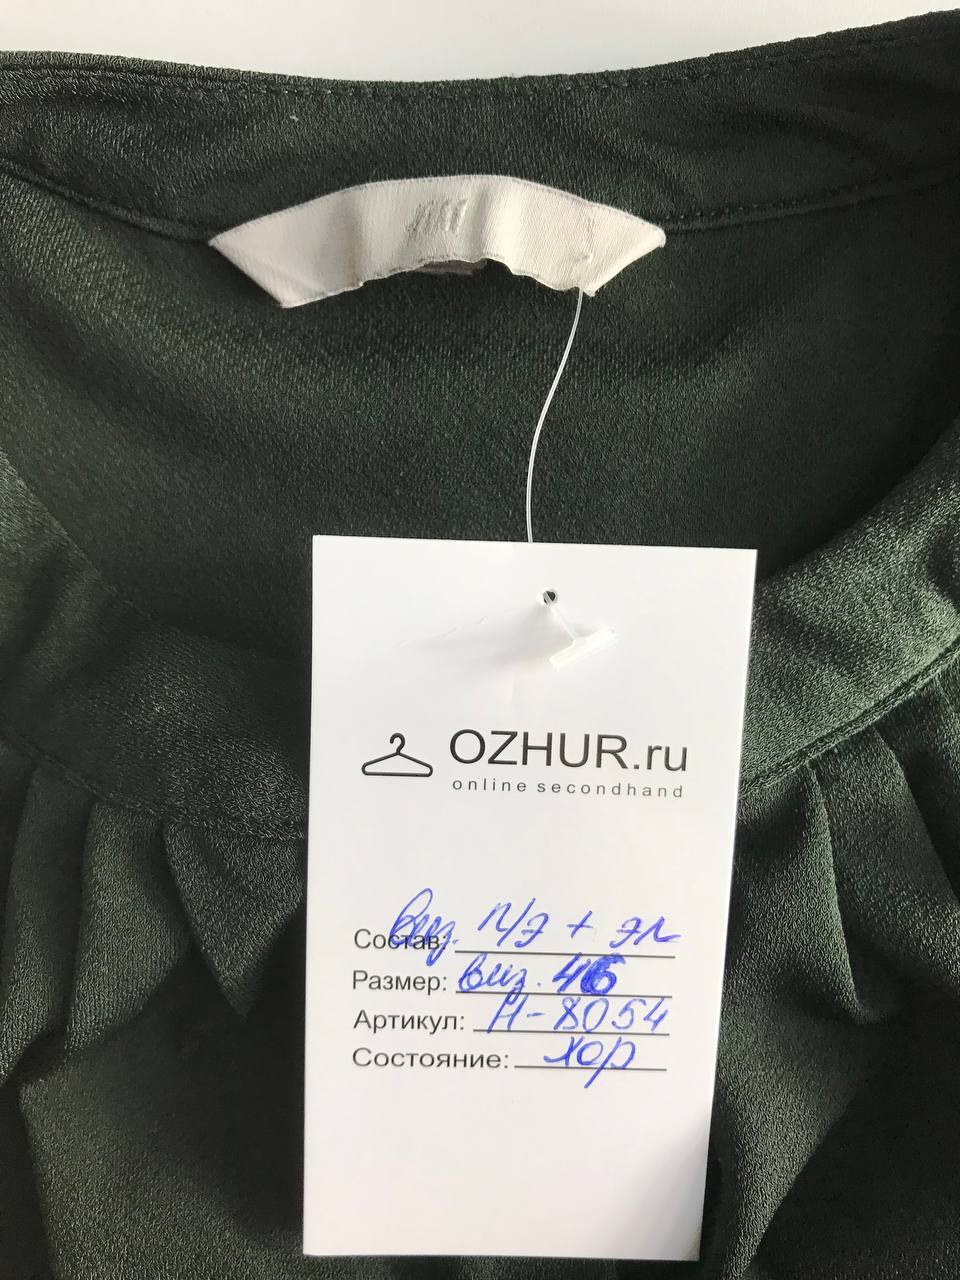 OZHUR.ru
online secondhand
Состав: виз. п/э + эл
Размер: виз. 46
Артикул: Н-8054
Состояние: хор